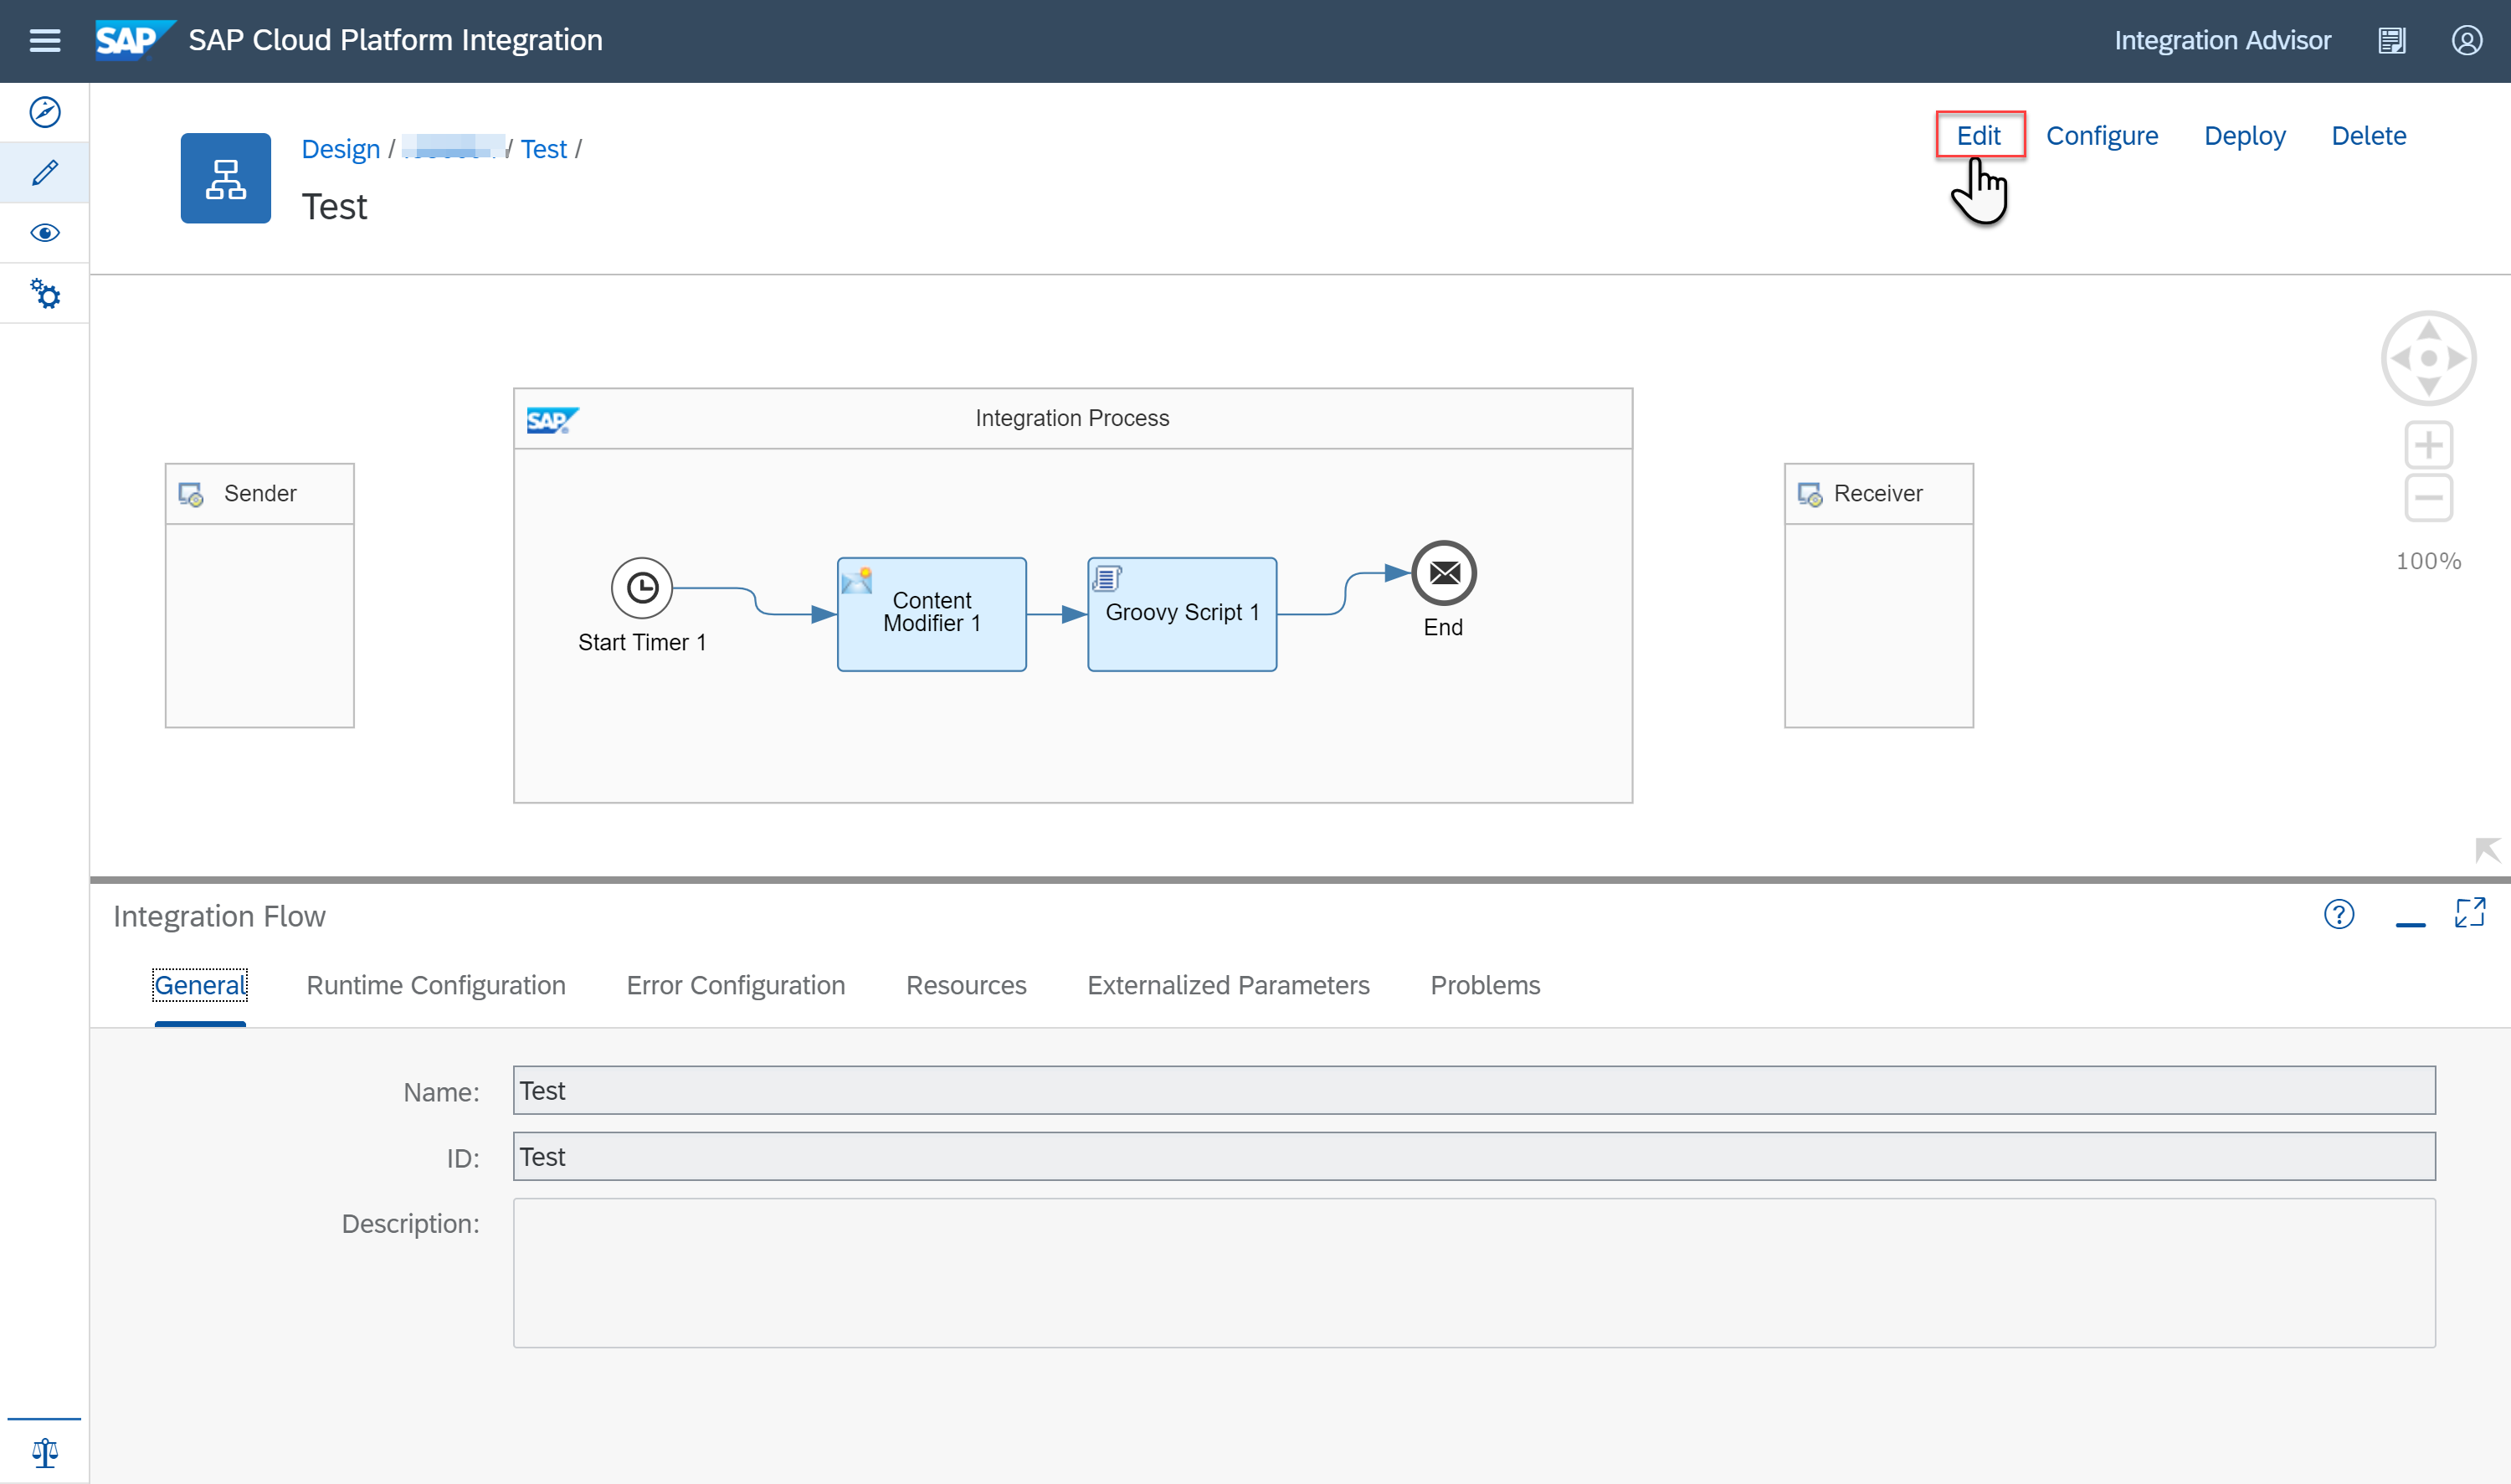 SAP SAP Cloud Platform Integration
Integration Advisor
Design / / Test /
Test
Edit Configure Deploy Delete
SAP Integration Process
Sender
Receiver
100%
Start Timer 1
Content
Modifier 1
Groovy Script 1
End
Integration Flow
General Runtime Configuration Error Configuration Resources Externalized Parameters Problems
Name: Test
ID: Test
Description: